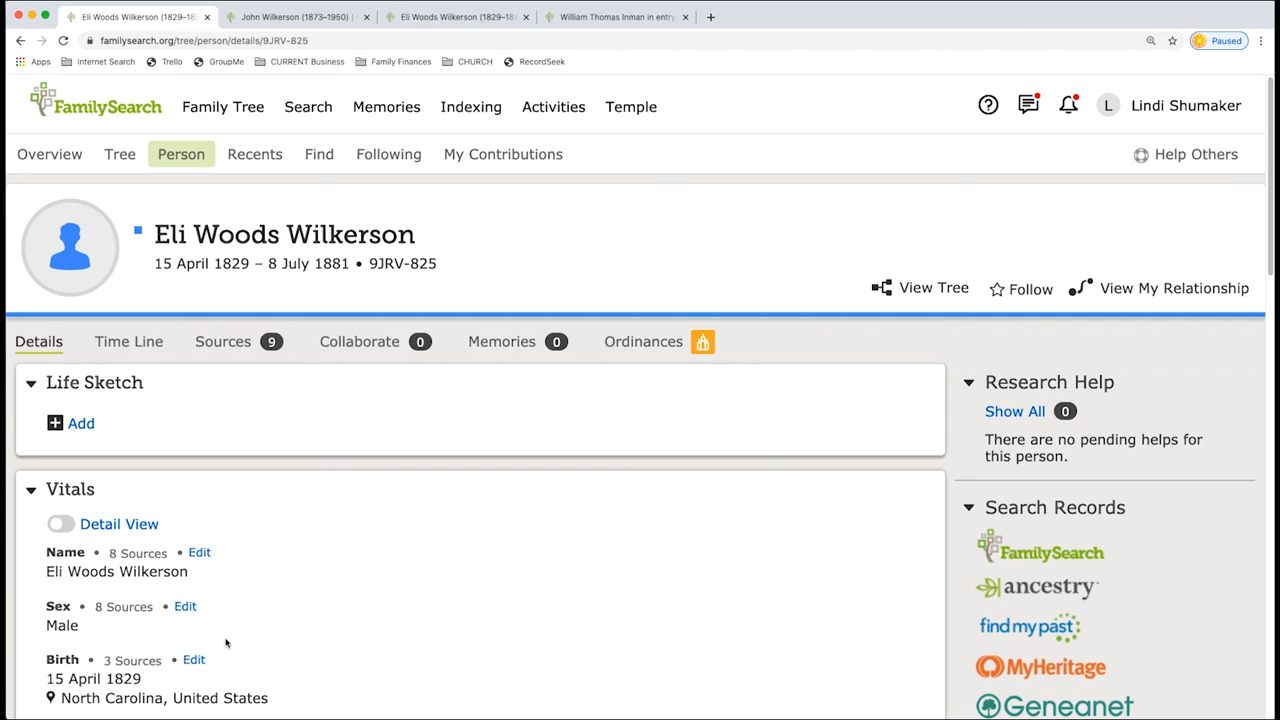 Eli Woods Wilkerson (1829–18 John Wilkerson (1873–1950) | Eli Woods Wilkerson (1829–18 William Thomas Inman in entry
familysearch.org/tree/person/details/9JRV-825 Paused
Apps Internet Search Trello GroupMe CURRENT Business Family Finances CHURCH RecordSeek
FamilySearch Family Tree Search Memories Indexing Activities Temple L Lindi Shumaker
Overview Tree Person Recents Find Following My Contributions Help Others
Eli Woods Wilkerson
15 April 1829 – 8 July 1881 • 9JRV-825
View Tree Follow View My Relationship
Details Time Line Sources 9 Collaborate 0 Memories 0 Ordinances
Life Sketch
Add
Vitals
Detail View
Name • 8 Sources • Edit
Eli Woods Wilkerson
Sex • 8 Sources • Edit
Male
Birth • 3 Sources • Edit
15 April 1829
North Carolina, United States
Research Help
Show All 0
There are no pending helps for
this person.
Search Records
FamilySearch
ancestry
findmypast
MyHeritage
Geneanet